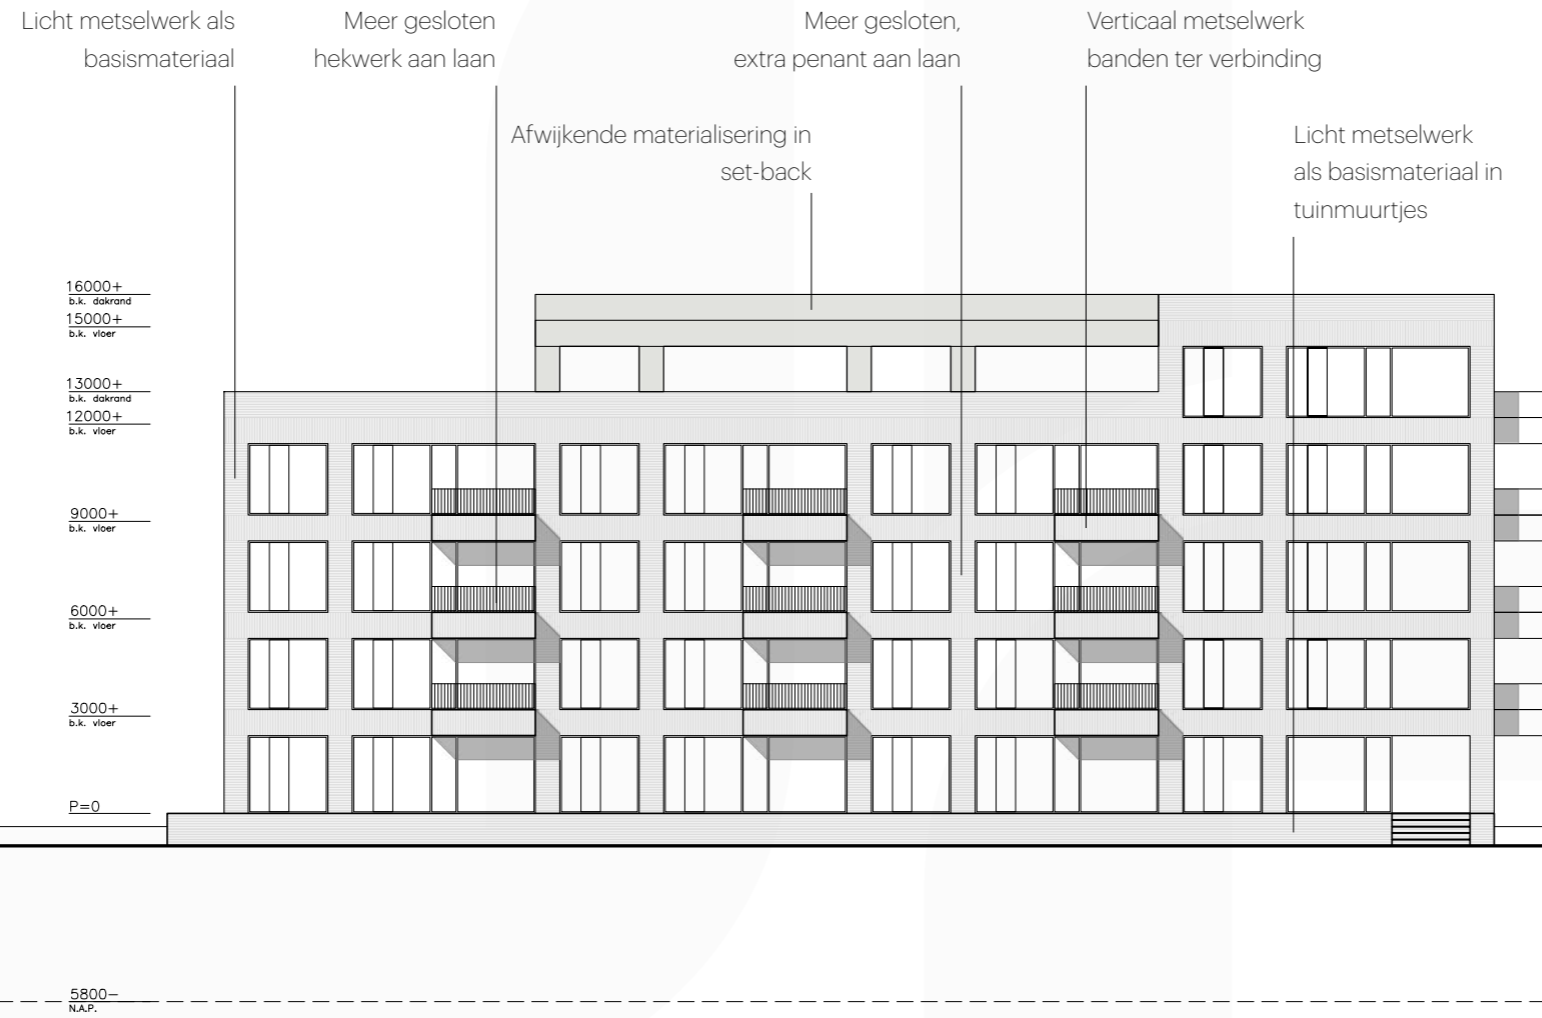 Licht metselwerk als
basismateriaal
Meer gesloten
hekwerk aan laan
Meer gesloten,
extra penant aan laan
Verticaal metselwerk
banden ter verbinding
Afwijkende materialisering in
set-back
Licht metselwerk
als basismateriaal in
tuinmuurtjes
16000+
b.k. dakrand
15000+
b.k. vloer
13000+
b.k. dakrand
12000+
b.k. vloer
9000+
b.k. vloer
6000+
b.k. vloer
3000+
b.k. vloer
P=0
5800-
N.A.P.